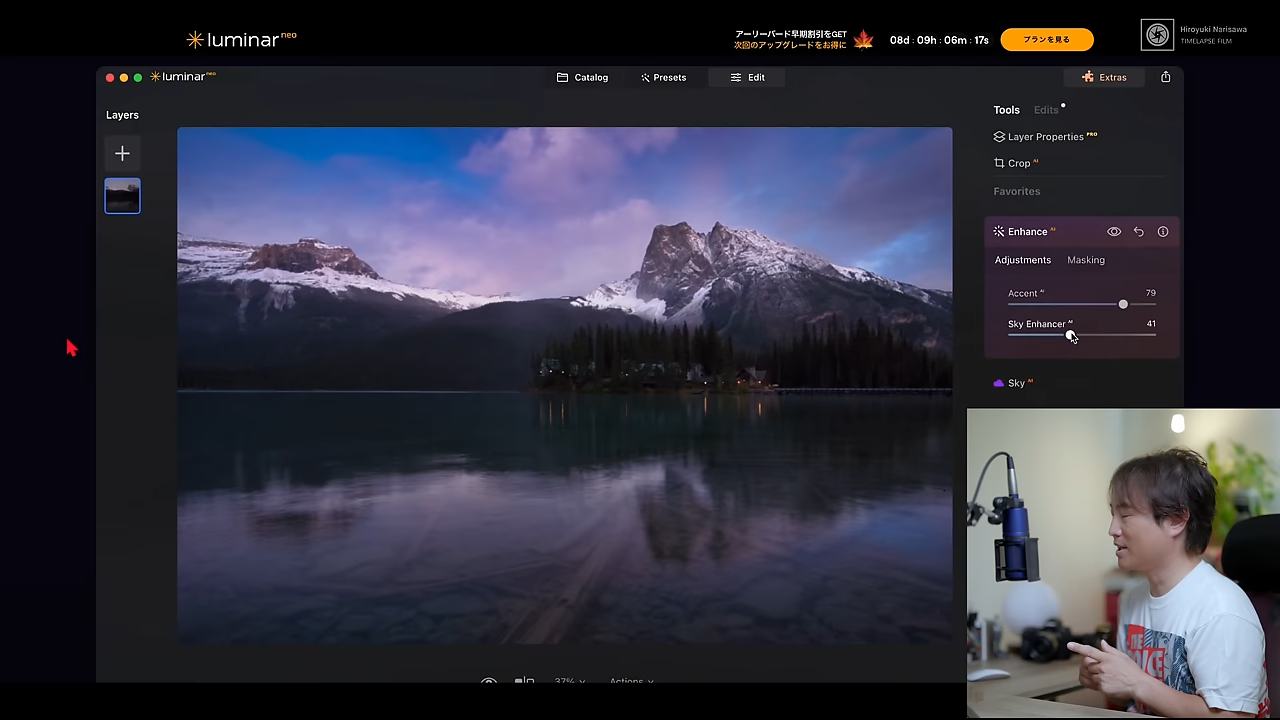 luminar neo
アーリーバード早期割引をGET
次回のアップグレードをお得に
08d : 09h : 06m : 17s
プランを見る
Hiroyuki Narisawa
TIMELAPSE FILM
luminar neo
Catalog
Presets
Edit
Extras
Layers
Tools
Edits
Layer Properties PRO
Crop AI
Favorites
Enhance AI
Adjustments
Masking
Accent AI
79
Sky Enhancer AI
41
Sky AI
37%
Actions